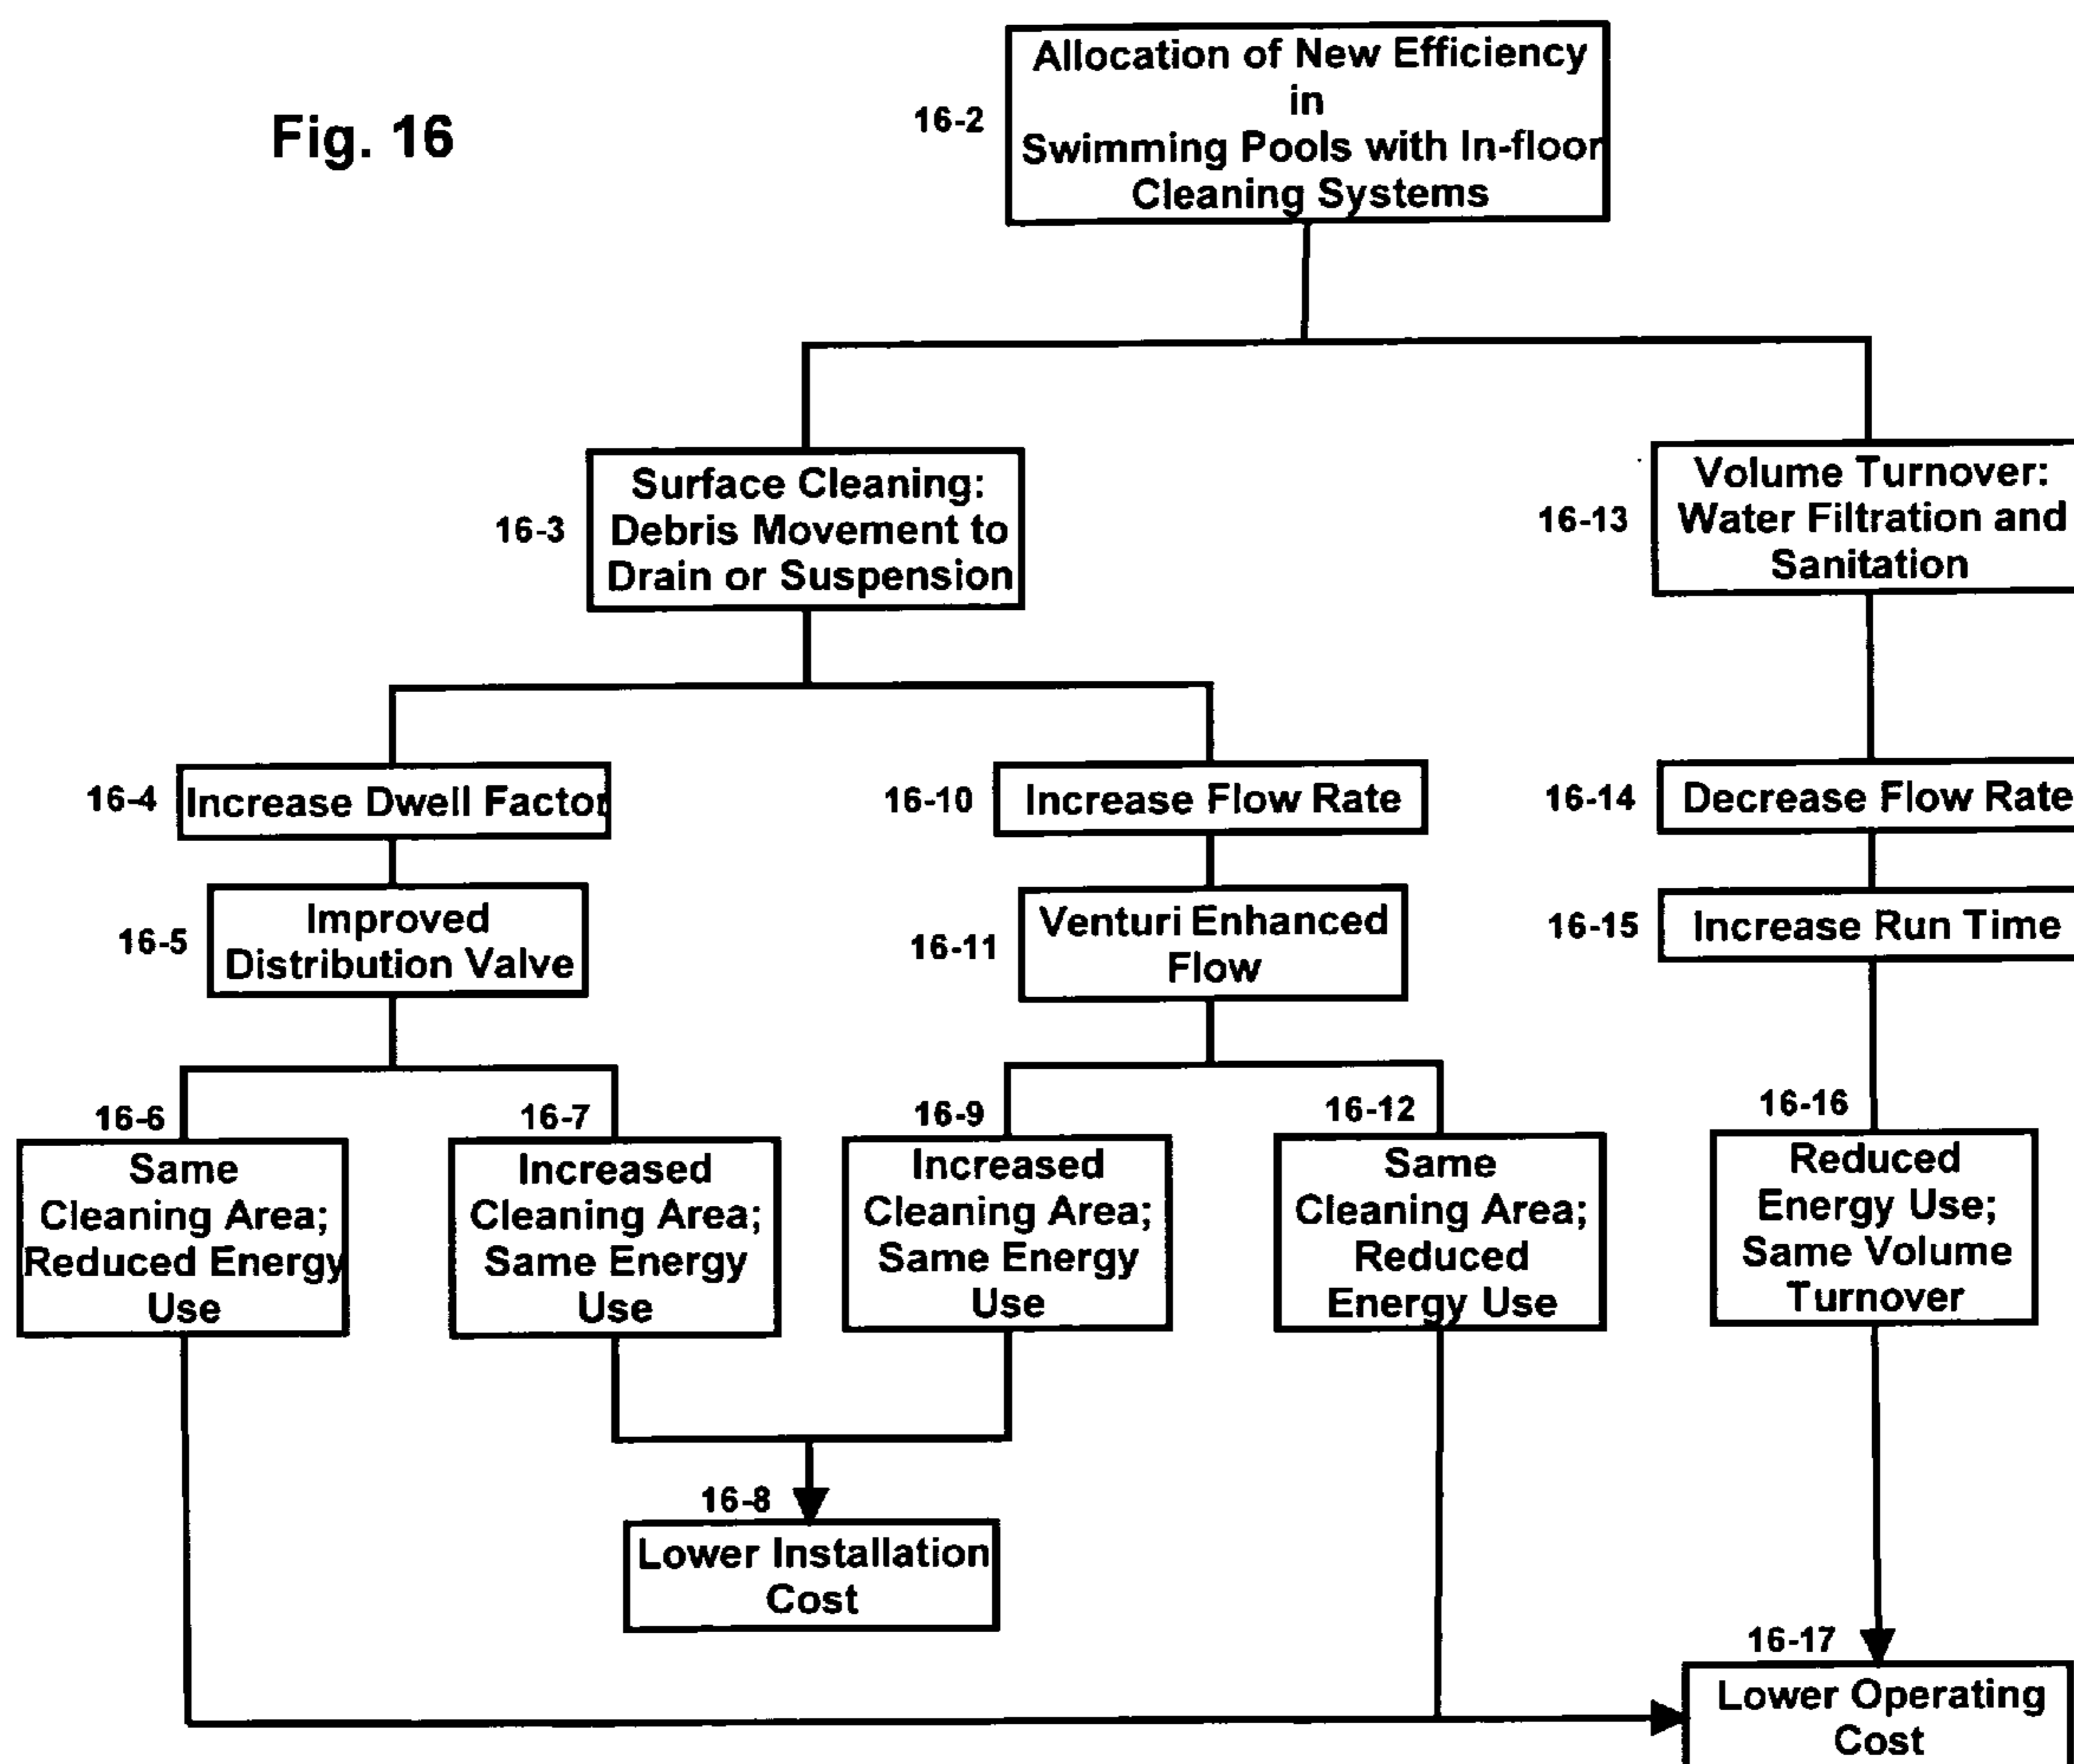 Fig. 16
16-2
Allocation of New Efficiency
in
Swimming Pools with In-floor
Cleaning Systems
16-3
Surface Cleaning:
Debris Movement to
Drain or Suspension
16-13
Volume Turnover:
Water Filtration and
Sanitation
16-4
Increase Dwell Factor
16-10
Increase Flow Rate
16-14
Decrease Flow Rate
16-5
Improved
Distribution Valve
16-11
Venturi Enhanced
Flow
16-15
Increase Run Time
16-6
Same
Cleaning Area;
Reduced Energy
Use
16-7
Increased
Cleaning Area;
Same Energy
Use
16-9
Increased
Cleaning Area;
Same Energy
Use
16-12
Same
Cleaning Area;
Reduced
Energy Use
16-16
Reduced
Energy Use;
Same Volume
Turnover
16-8
Lower Installation
Cost
16-17
Lower Operating
Cost